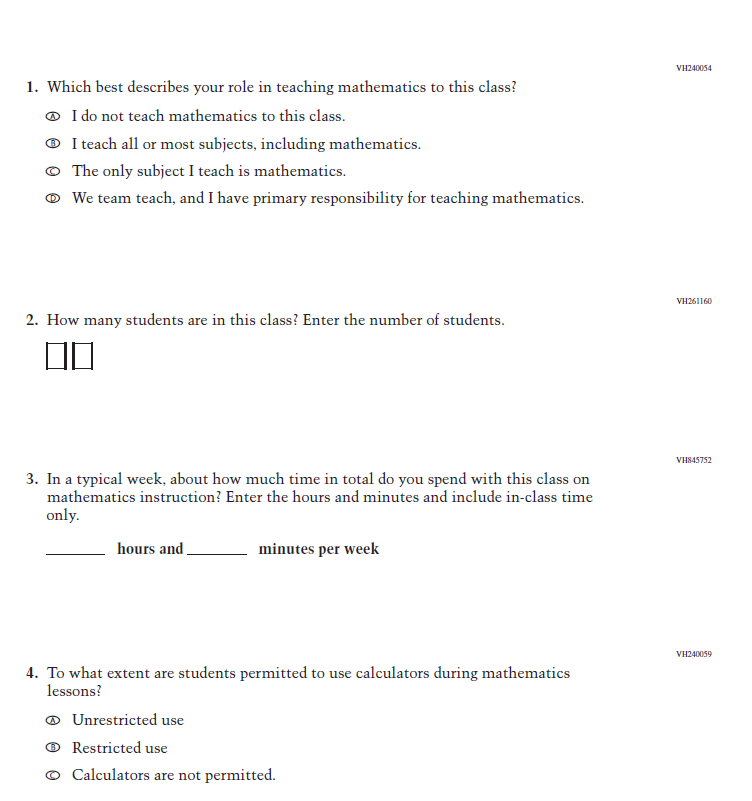 VH240054
1. Which best describes your role in teaching mathematics to this class?
A I do not teach mathematics to this class.
B I teach all or most subjects, including mathematics.
C The only subject I teach is mathematics.
D We team teach, and I have primary responsibility for teaching mathematics.
VH261160
2. How many students are in this class? Enter the number of students.
VH845752
3. In a typical week, about how much time in total do you spend with this class on
mathematics instruction? Enter the hours and minutes and include in-class time
only.
_______ hours and _______ minutes per week
VH240059
4. To what extent are students permitted to use calculators during mathematics
lessons?
A Unrestricted use
B Restricted use
C Calculators are not permitted.